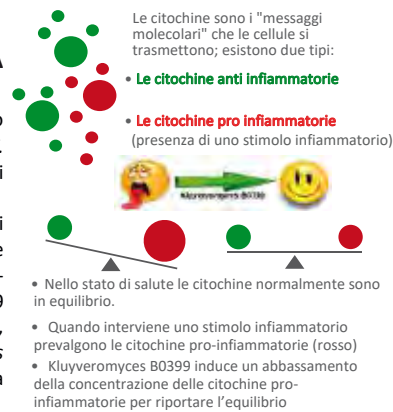 Le citochine sono i "messaggi
molecolari" che le cellule si
trasmettono; esistono due tipi:
• Le citochine anti infiammatorie
• Le citochine pro infiammatorie
(presenza di uno stimolo infiammatorio)
Kluyveromyces B0399
• Nello stato di salute le citochine normalmente sono
in equilibrio.
• Quando interviene uno stimolo infiammatorio
prevalgono le citochine pro-infiammatorie (rosso)
• Kluyveromyces B0399 induce un abbassamento
della concentrazione delle citochine pro-
infiammatorie per riportare l'equilibrio